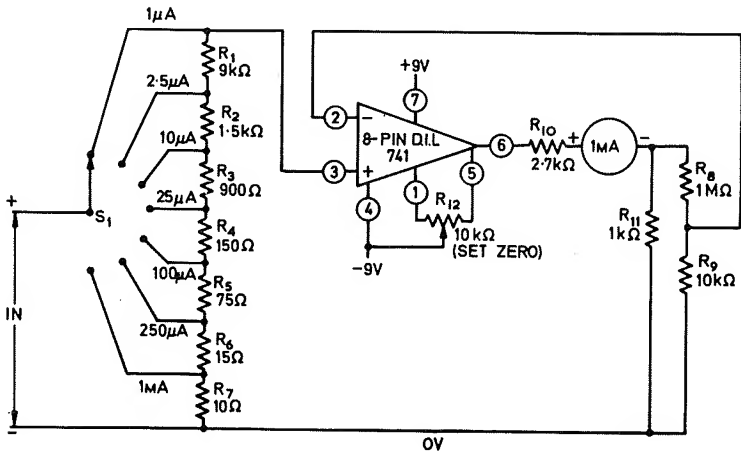 1µA
R1
9kΩ
2·5µA
R2
1·5kΩ
10µA
R3
900Ω
25µA
R4
150Ω
100µA
R5
75Ω
250µA
R6
15Ω
1MA
R7
10Ω
+
IN
−
S1
0V
+9V
7
2
−
8-PIN D.I.L
741
3
+
6
5
1
4
R12
10kΩ
(SET ZERO)
−9V
R10
2.7kΩ
+
1MA
−
R8
1MΩ
R11
1kΩ
R9
10kΩ